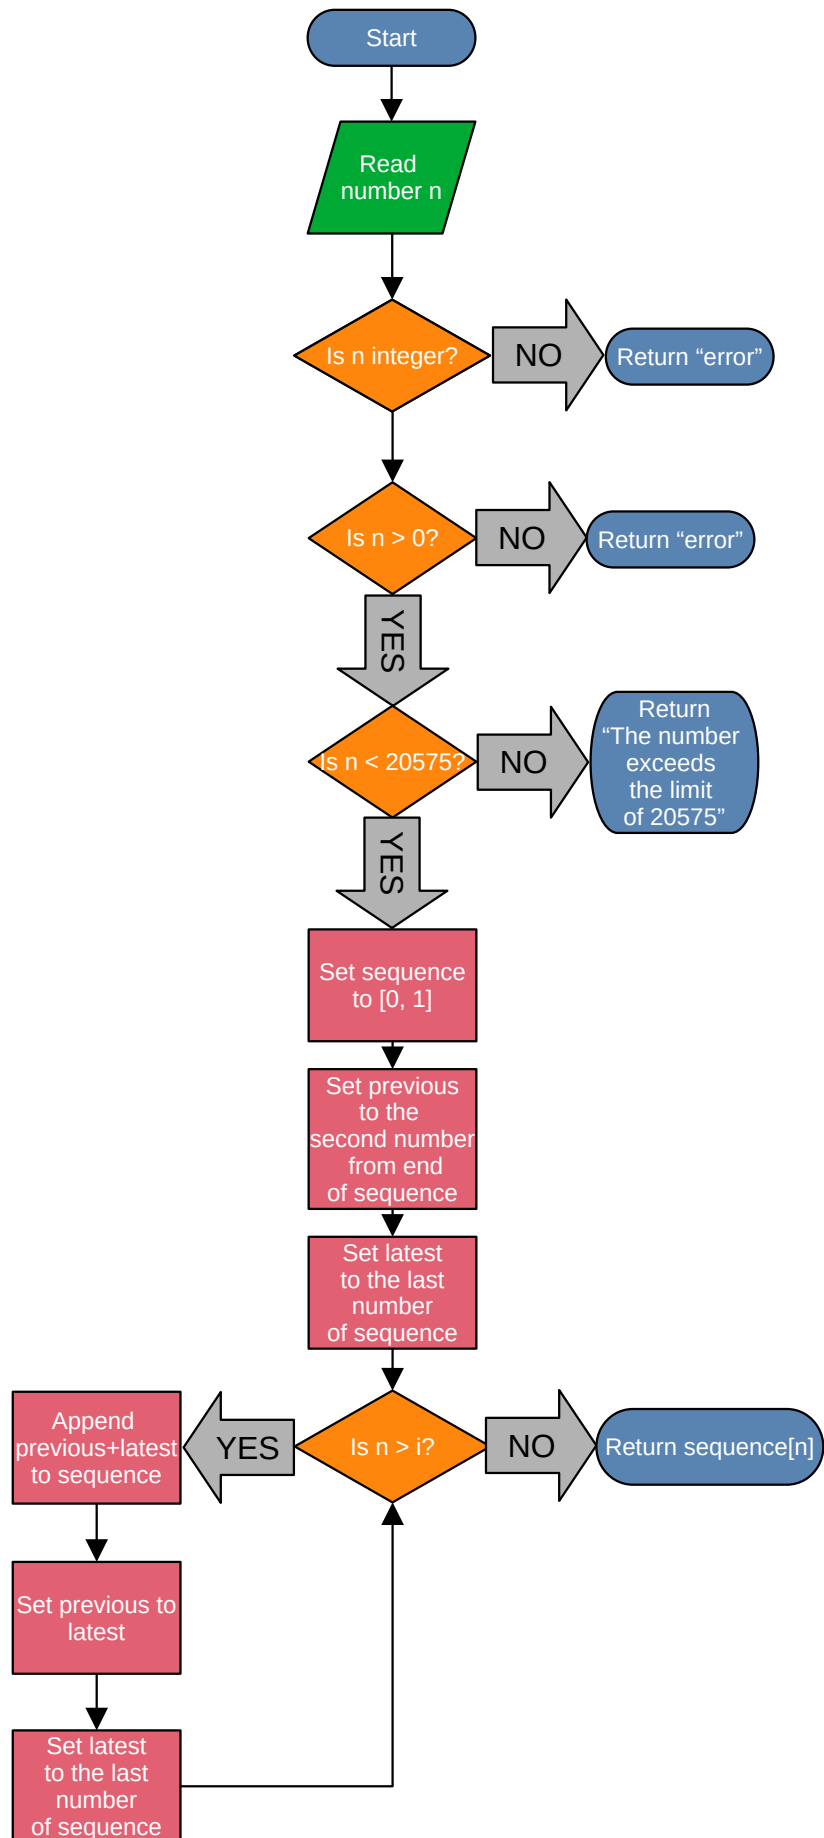 Start
Read
number n
Is n integer?
NO
Return “error”
Is n > 0?
NO
Return “error”
YES
Is n < 20575?
NO
Return
“The number
exceeds
the limit
of 20575”
YES
Set sequence
to [0, 1]
Set previous
to the
second number
from end
of sequence
Set latest
to the last
number
of sequence
Is n > i?
NO
Return sequence[n]
YES
Append
previous+latest
to sequence
Set previous to
latest
Set latest
to the last
number
of sequence